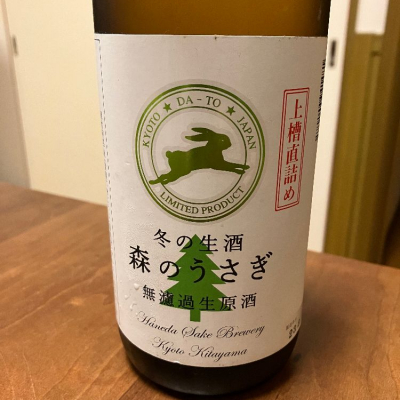 KYOTO ★ DA-TO ★ JAPAN
LIMITED PRODUCT
上槽直詰め
冬の生酒
森のうさぎ
無濾過生原酒
Haneda Sake Brewery
Kyoto Kitayama